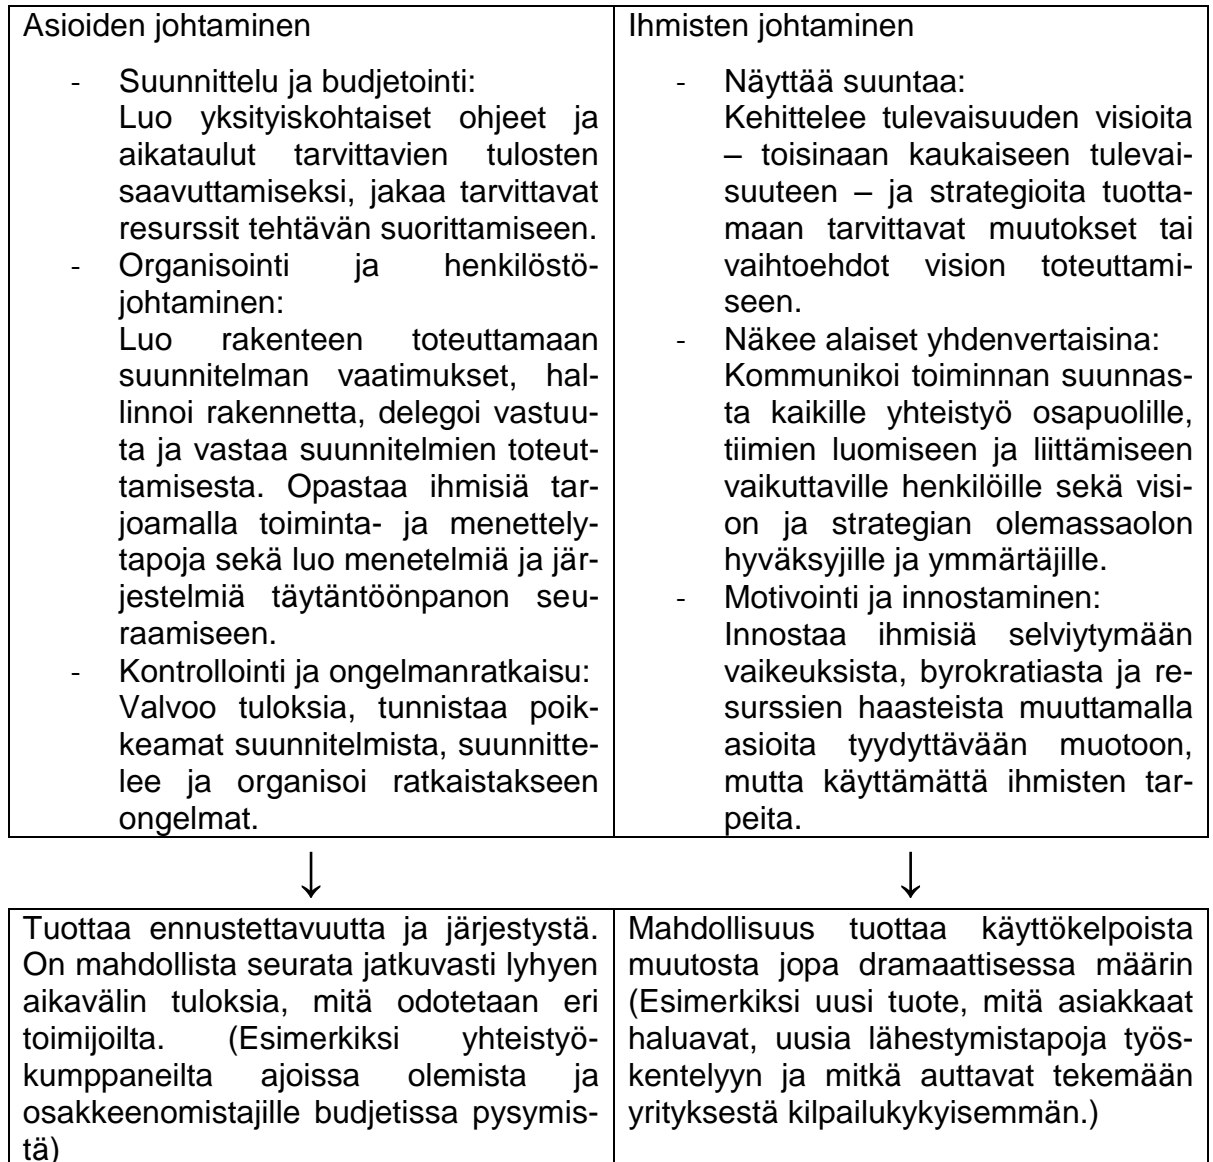 Asioiden johtaminen
- Suunnittelu ja budjetointi:
Luo yksityiskohtaiset ohjeet ja
aikataulut tarvittavien tulosten
saavuttamiseksi, jakaa tarvittavat
resurssit tehtävän suorittamiseen.
- Organisointi ja henkilöstö-
johtaminen:
Luo rakenteen toteuttamaan
suunnitelman vaatimukset, hal-
linnoi rakennetta, delegoi vastuu-
ta ja vastaa suunnitelmien toteut-
tamisesta. Opastaa ihmisiä tar-
joamalla toiminta- ja menettely-
tapoja sekä luo menetelmiä ja jär-
jestelmiä täytäntöönpanon seu-
raamiseen.
- Kontrollointi ja ongelmanratkaisu:
Valvoo tuloksia, tunnistaa poik-
keamat suunnitelmista, suunnitte-
lee ja organisoi ratkaistakseen
ongelmat.
Ihmisten johtaminen
- Näyttää suuntaa:
Kehittelee tulevaisuuden visioita
– toisinaan kaukaiseen tulevai-
suuteen – ja strategioita tuotta-
maan tarvittavat muutokset tai
vaihtoehdot vision toteuttami-
seen.
- Näkee alaiset yhdenvertaisina:
Kommunikoi toiminnan suunnas-
ta kaikille yhteistyö osapuolille,
tiimien luomiseen ja liittämiseen
vaikuttaville henkilöille sekä visi-
on ja strategian olemassaolon
hyväksyjille ja ymmärtäjille.
- Motivointi ja innostaminen:
Innostaa ihmisiä selviytymään
vaikeuksista, byrokratiasta ja re-
surssien haasteista muuttamalla
asioita tyydyttävään muotoon,
mutta käyttämättä ihmisten tar-
peita.
↓
↓
Tuottaa ennustettavuutta ja järjestystä.
On mahdollista seurata jatkuvasti lyhyen
aikavälin tuloksia, mitä odotetaan eri
toimijoilta. (Esimerkiksi yhteistyö-
kumppaneilta ajoissa olemista ja
osakkeenomistajille budjetissa pysymis-
tä)
Mahdollisuus tuottaa käyttökelpoista
muutosta jopa dramaattisessa määrin
(Esimerkiksi uusi tuote, mitä asiakkaat
haluavat, uusia lähestymistapoja työs-
kentelyyn ja mitkä auttavat tekemään
yrityksestä kilpailukykyisemmän.)